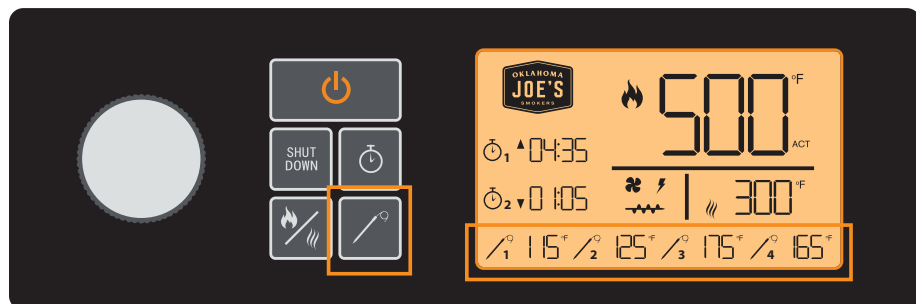 SHUT
DOWN
OKLAHOMA
JOE'S
SMOKERS
500 °F
ACT
1 04:35
2 01:05
300 °F
1 115 °F 2 125 °F 3 175 °F 4 165 °F